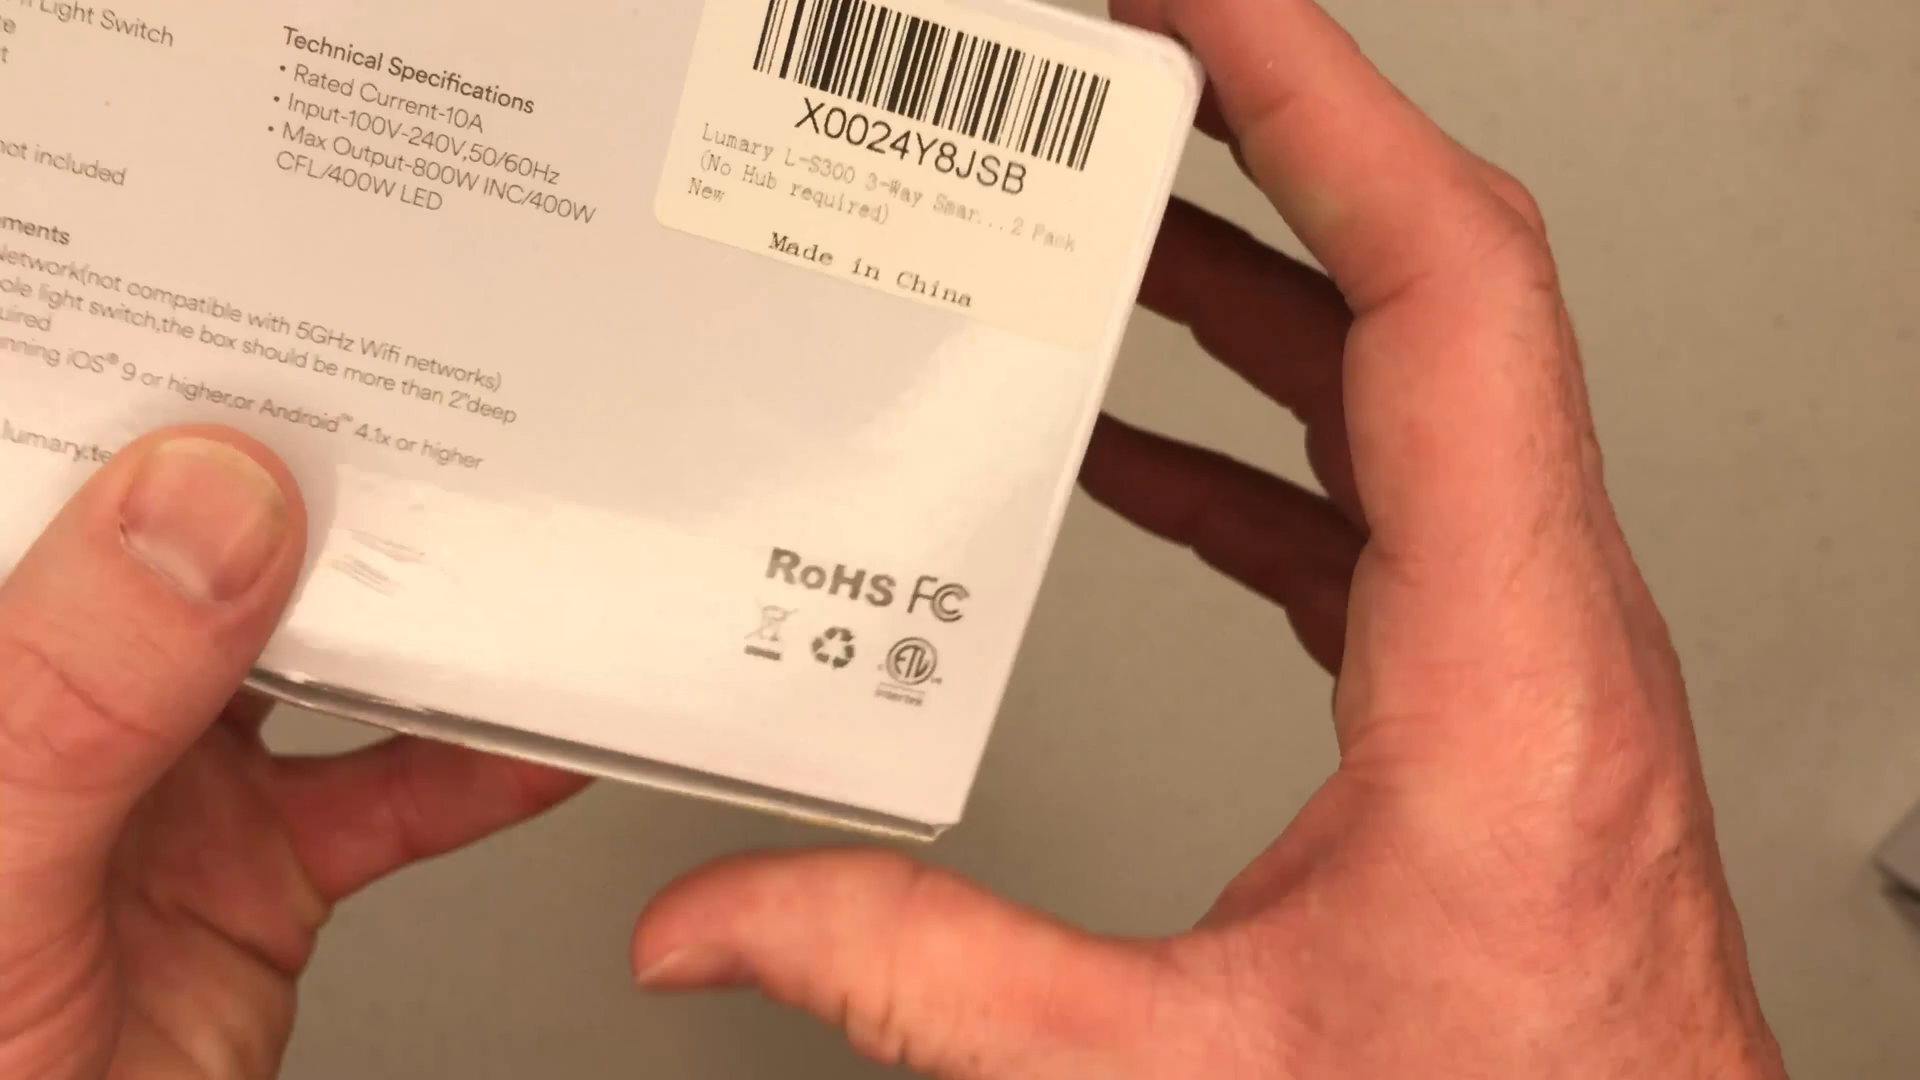 Light Switch
not included
Technical Specifications
• Rated Current-10A
• Input-100V-240V,50/60Hz
• Max Output-800W INC/400W
CFL/400W LED
X0024Y8JSB
Lumary L-S300 3-Way Smar...2 Pack
(No Hub required)
New
Made in China
ments
Network(not compatible with 5GHz Wifi networks)
ole light switch,the box should be more than 2"deep
uired
nning iOS® 9 or higher,or Android™ 4.1x or higher
lumary.te
RoHS FC
ETL
Intertek